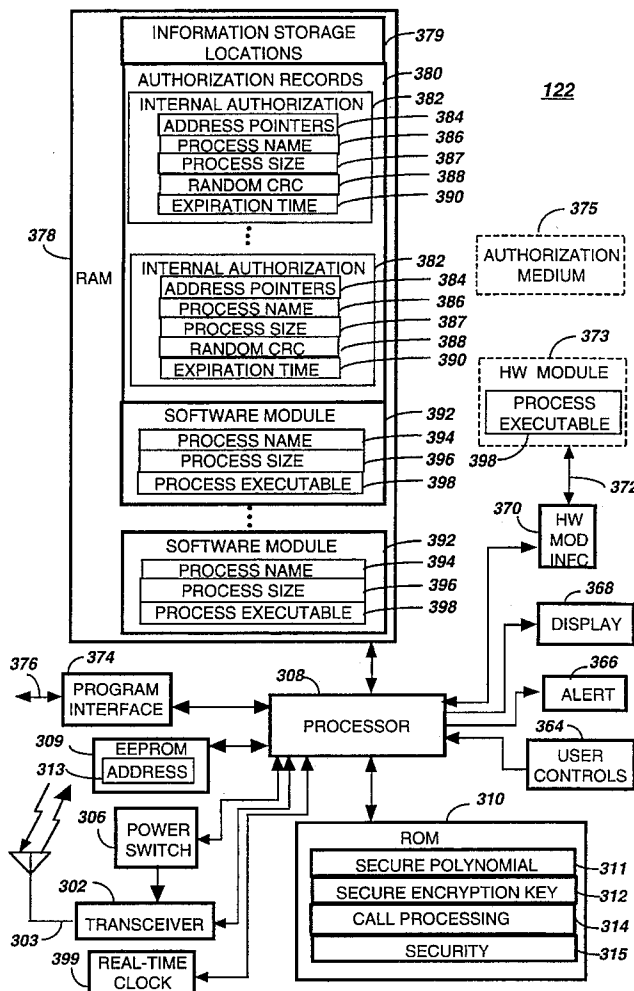 INFORMATION STORAGE
LOCATIONS
379
AUTHORIZATION RECORDS
380
122
INTERNAL AUTHORIZATION
382
ADDRESS POINTERS
384
PROCESS NAME
386
PROCESS SIZE
387
RANDOM CRC
388
EXPIRATION TIME
390
378
RAM
375
AUTHORIZATION
MEDIUM
INTERNAL AUTHORIZATION
382
ADDRESS POINTERS
384
PROCESS NAME
386
PROCESS SIZE
387
RANDOM CRC
388
EXPIRATION TIME
390
373
HW MODULE
PROCESS
EXECUTABLE
398
372
SOFTWARE MODULE
392
PROCESS NAME
394
PROCESS SIZE
396
PROCESS EXECUTABLE
398
370
HW
MOD
INFC
SOFTWARE MODULE
392
PROCESS NAME
394
PROCESS SIZE
396
PROCESS EXECUTABLE
398
368
DISPLAY
376
374
PROGRAM
INTERFACE
308
PROCESSOR
366
ALERT
309
EEPROM
313
ADDRESS
364
USER
CONTROLS
306
POWER
SWITCH
310
ROM
SECURE POLYNOMIAL
311
SECURE ENCRYPTION KEY
312
CALL PROCESSING
314
SECURITY
315
302
TRANSCEIVER
303
399
REAL-TIME
CLOCK